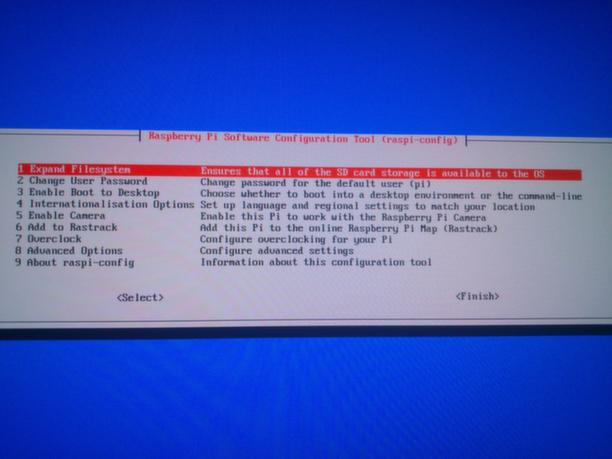 Raspberry Pi Software Configuration Tool (raspi-config)
1 Expand Filesystem Ensures that all of the SD card storage is available to the OS
2 Change User Password Change password for the default user (pi)
3 Enable Boot to Desktop Choose whether to boot into a desktop environment or the command-line
4 Internationalisation Options Set up language and regional settings to match your location
5 Enable Camera Enable this Pi to work with the Raspberry Pi Camera
6 Add to Rastrack Add this Pi to the online Raspberry Pi Map (Rastrack)
7 Overclock Configure overclocking for your Pi
8 Advanced Options Configure advanced settings
9 About raspi-config Information about this configuration tool
<Select> <Finish>